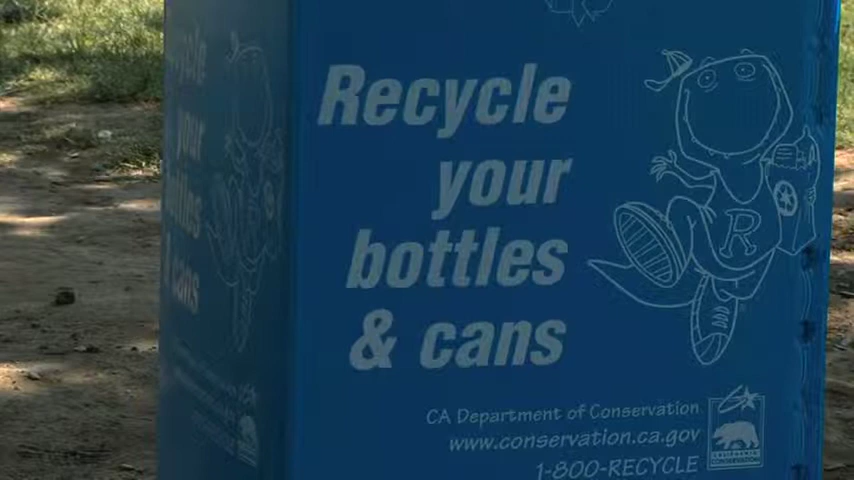 Recycle
your
bottles
& cans
R
CA Department of Conservation
www.conservation.ca.gov
1-800-RECYCLE